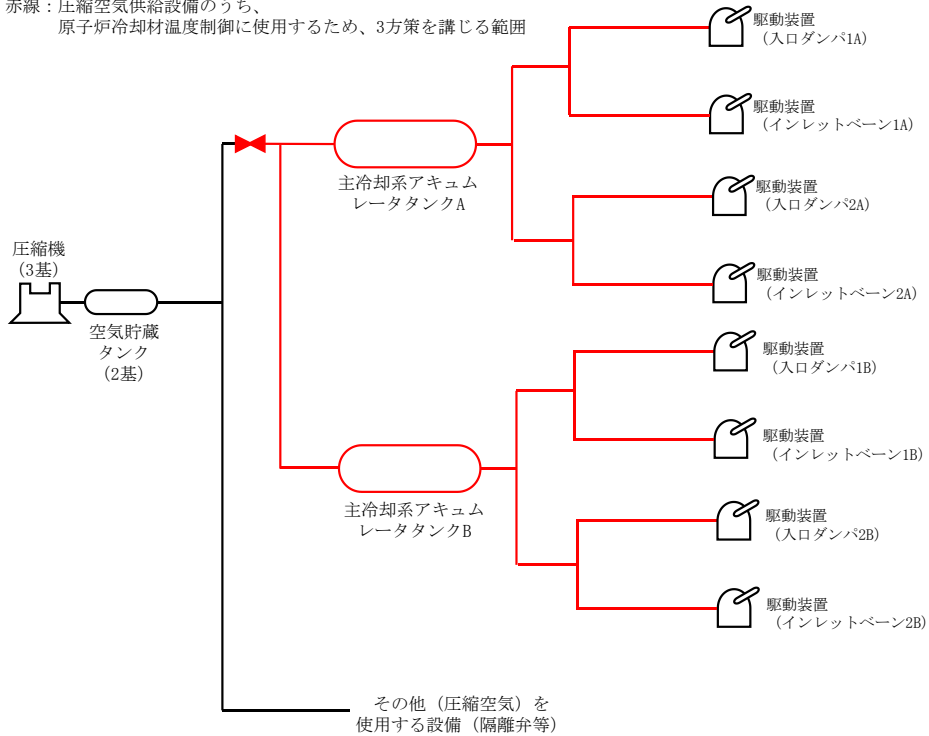 赤線：圧縮空気供給設備のうち、
原子炉冷却材温度制御に使用するため、3方策を講じる範囲
駆動装置
（入口ダンパ1A）
駆動装置
（インレットベーン1A）
主冷却系アキュム
レータタンクA
駆動装置
（入口ダンパ2A）
駆動装置
（インレットベーン2A）
圧縮機
（3基）
空気貯蔵
タンク
（2基）
駆動装置
（入口ダンパ1B）
駆動装置
（インレットベーン1B）
主冷却系アキュム
レータタンクB
駆動装置
（入口ダンパ2B）
駆動装置
（インレットベーン2B）
その他（圧縮空気）を
使用する設備（隔離弁等）